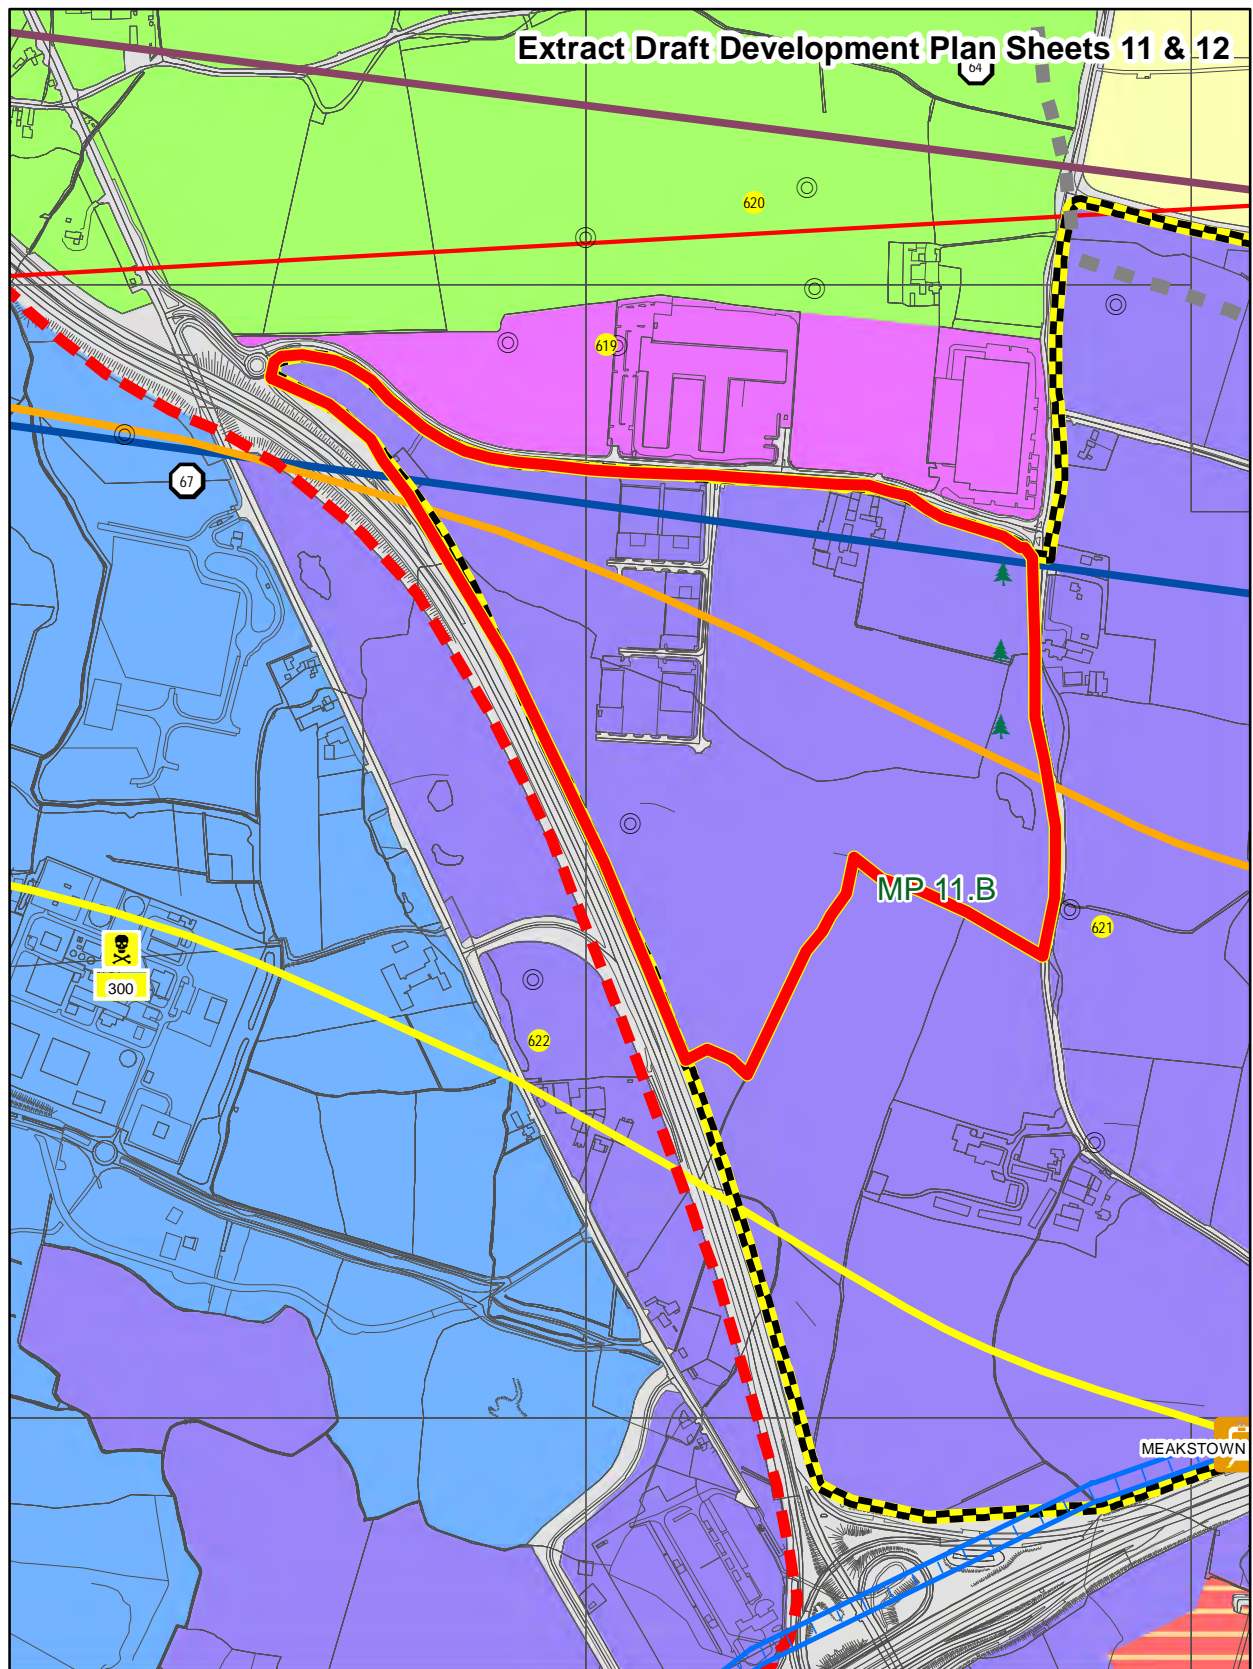 Extract Draft Development Plan Sheets 11 & 12
64
620
619
67
MP 11.B
621
300
622
MEAKSTOWN